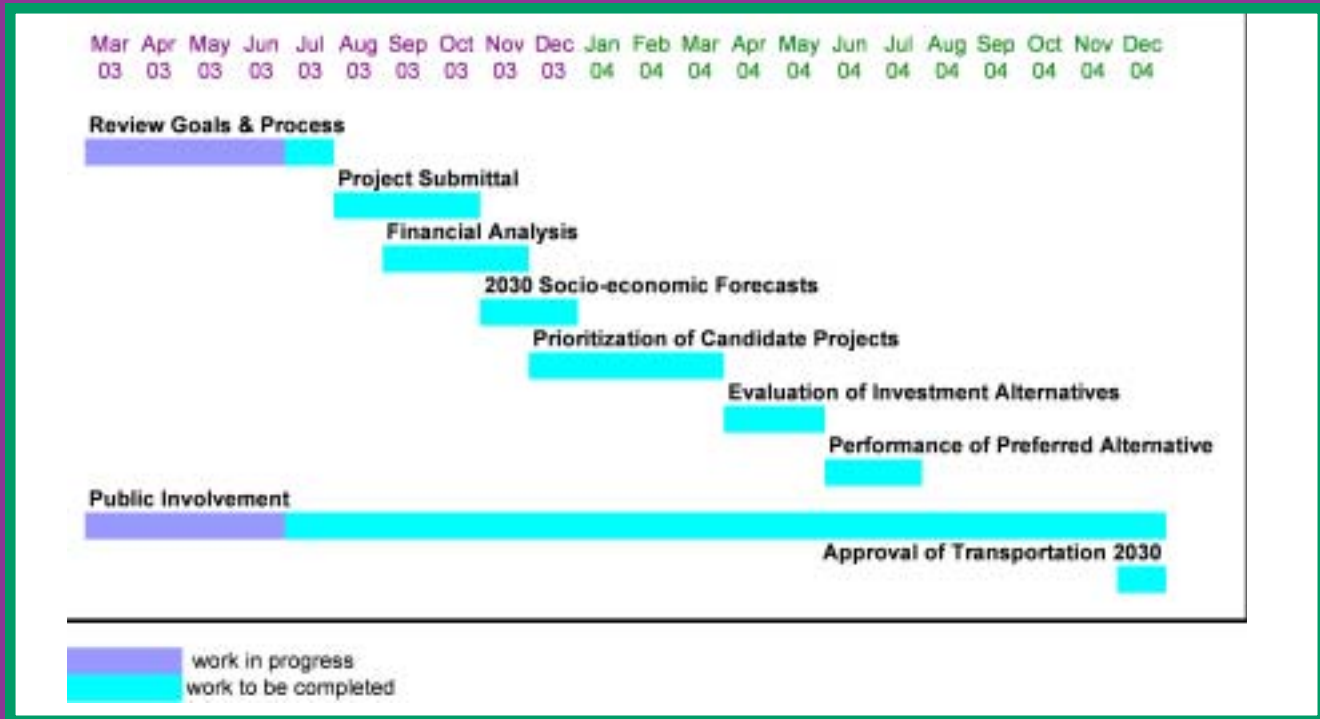 Mar Apr May Jun Jul Aug Sep Oct Nov Dec Jan Feb Mar Apr May Jun Jul Aug Sep Oct Nov Dec
03 03 03 03 03 03 03 03 03 03 04 04 04 04 04 04 04 04 04 04 04 04
Review Goals & Process
Project Submittal
Financial Analysis
2030 Socio-economic Forecasts
Prioritization of Candidate Projects
Evaluation of Investment Alternatives
Performance of Preferred Alternative
Public Involvement
Approval of Transportation 2030
work in progress
work to be completed